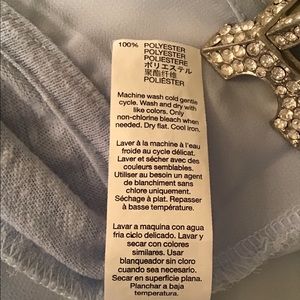 100% POLYESTER
POLYESTER
POLIESTERE
ポリエステル
聚酯纤维
POLIÉSTER
Machine wash cold gentle
cycle. Wash and dry with
like colors. Only
non-chlorine bleach when
needed. Dry flat. Cool iron.
Laver à la machine à l'eau
froide au cycle délicat.
Laver et sécher avec des
couleurs semblables.
Utiliser au besoin un agent
de blanchiment sans
chlore uniquement.
Séchage à plat. Repasser
à basse température.
Lavar a maquina con agua
fria ciclo delicado. Lavar y
secar con colores
similares. Usar
blanqueador sin cloro
cuando sea necesario.
Secar en superficie plana.
Planchar a baja
temperatura.